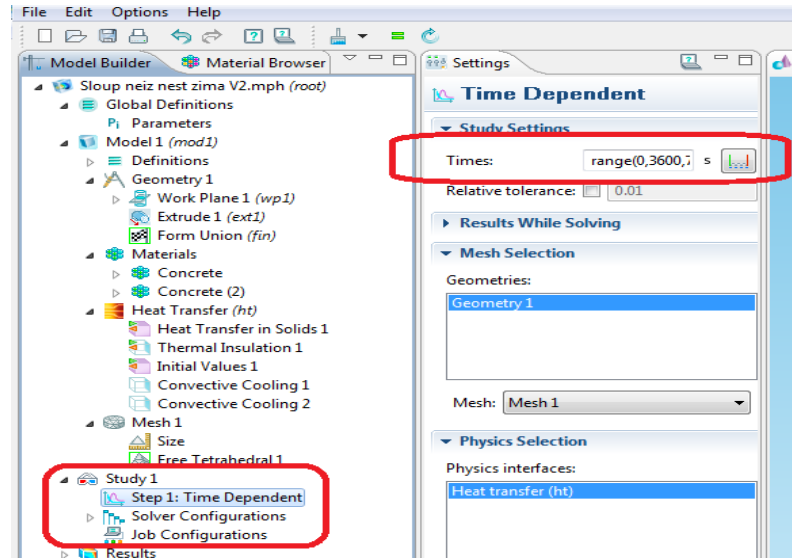 File Edit Options Help
Model Builder Material Browser
Sloup neiz nest zima V2.mph (root)
Global Definitions
Pi Parameters
Model 1 (mod1)
Definitions
Geometry 1
Work Plane 1 (wp1)
Extrude 1 (ext1)
Form Union (fin)
Materials
Concrete
Concrete (2)
Heat Transfer (ht)
Heat Transfer in Solids 1
Thermal Insulation 1
Initial Values 1
Convective Cooling 1
Convective Cooling 2
Mesh 1
Size
Free Tetrahedral 1
Study 1
Step 1: Time Dependent
Solver Configurations
Job Configurations
Results
Settings
Time Dependent
Study Settings
Times: range(0,3600,7 s
Relative tolerance: 0.01
Results While Solving
Mesh Selection
Geometries:
Geometry 1
Mesh: Mesh 1
Physics Selection
Physics interfaces:
Heat transfer (ht)